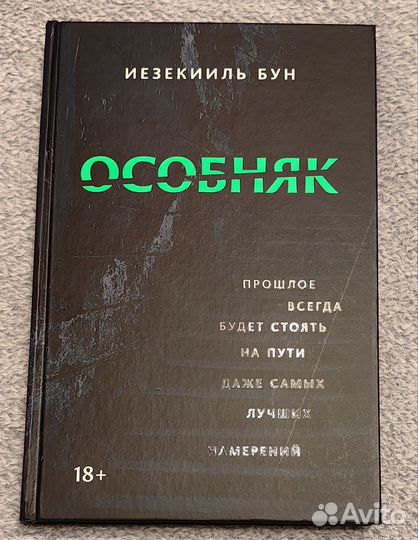 ИЕЗЕКИИЛЬ БУН
ОСОБНЯК
ПРОШЛОЕ
ВСЕГДА
БУДЕТ СТОЯТЬ
НА ПУТИ
ДАЖЕ САМЫХ
ЛУЧШИХ
НАМЕРЕНИЙ
18+
Avito